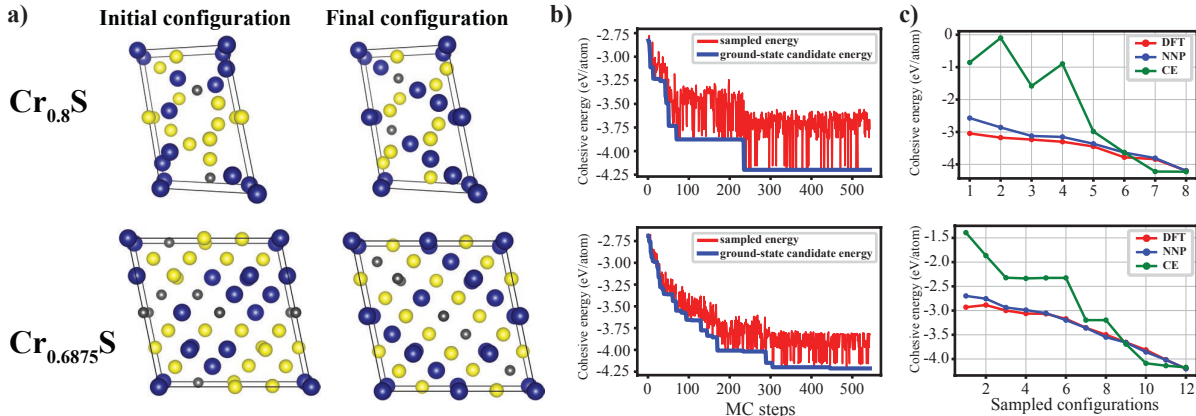 a)
Initial configuration
Final configuration
Cr0.8S
Cr0.6875S
b)
Cohesive energy (eV/atom)
-2.75
-3.00
-3.25
-3.50
-3.75
-4.00
-4.25
sampled energy
ground-state candidate energy
0
100
200
300
400
500
Cohesive energy (eV/atom)
-2.75
-3.00
-3.25
-3.50
-3.75
-4.00
-4.25
sampled energy
ground-state candidate energy
0
100
200
300
400
500
MC steps
c)
Cohesive energy (eV/atom)
0
-1
-2
-3
-4
DFT
NNP
CE
1
2
3
4
5
6
7
8
Cohesive energy (eV/atom)
-1.5
-2.0
-2.5
-3.0
-3.5
-4.0
DFT
NNP
CE
2
4
6
8
10
12
Sampled configurations